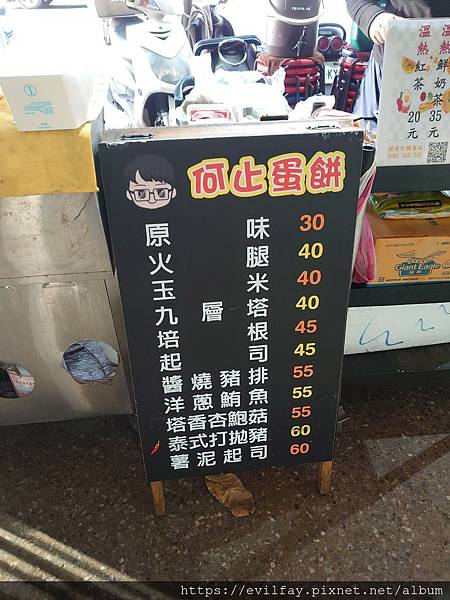 何止蛋餅
原味 30
火腿 40
玉米 40
九層塔 40
培根 45
起司 45
醬燒豬排 55
洋蔥鮪魚 55
塔香杏鮑菇 55
泰式打拋豬 60
薯泥起司 60
溫熱紅茶 20元
溫熱鮮奶茶 35元
Giant Eagle
https://evilfay.pixnet.net/album